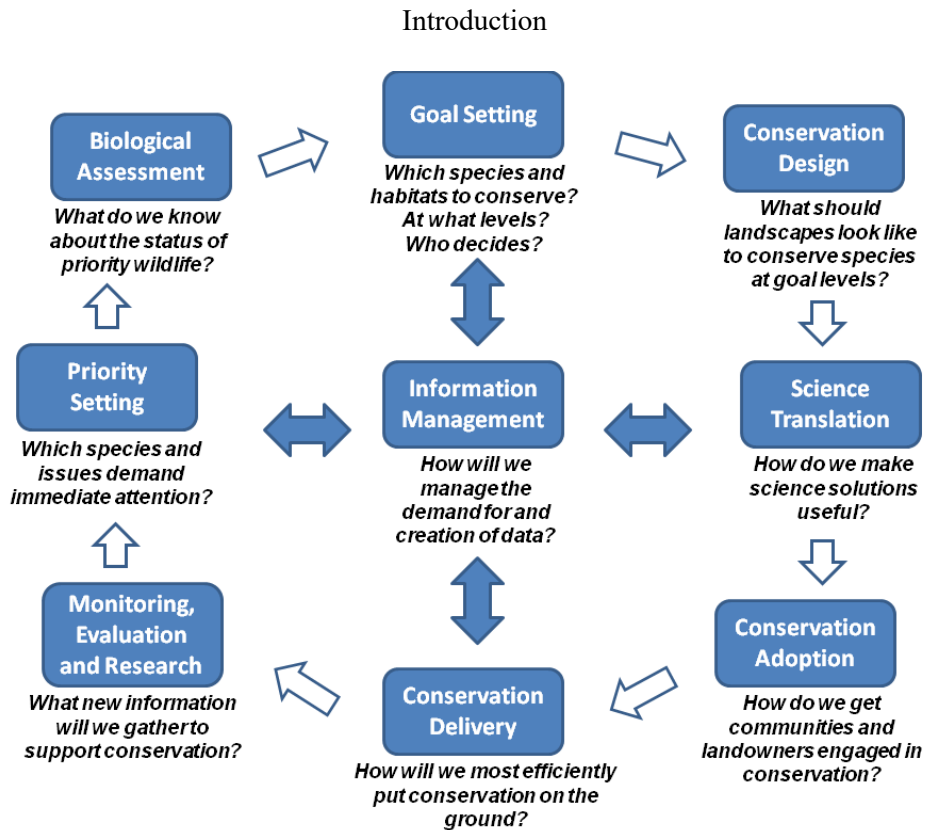 Introduction
Biological
Assessment
What do we know
about the status of
priority wildlife?
Goal Setting
Which species and
habitats to conserve?
At what levels?
Who decides?
Conservation
Design
What should
landscapes look like
to conserve species
at goal levels?
Priority
Setting
Which species and
issues demand
immediate attention?
Information
Management
How will we
manage the
demand for and
creation of data?
Science
Translation
How do we make
science solutions
useful?
Monitoring,
Evaluation
and Research
What new information
will we gather to
support conservation?
Conservation
Delivery
How will we most efficiently
put conservation on the
ground?
Conservation
Adoption
How do we get
communities and
landowners engaged in
conservation?